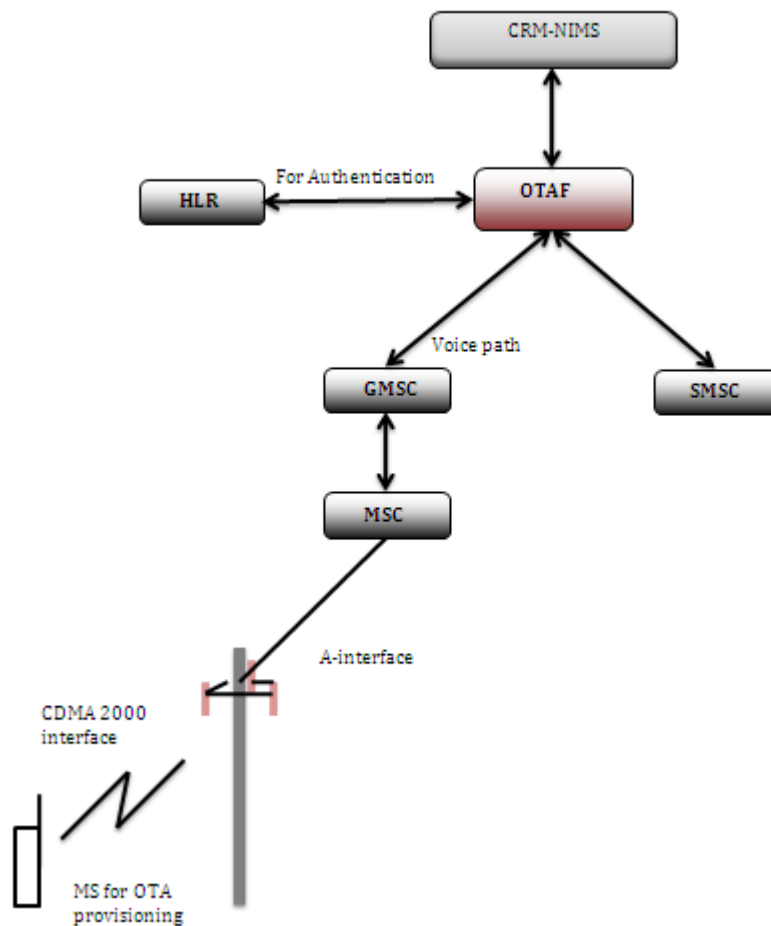 CRM-NIMS
For Authentication
HLR
OTAF
Voice path
GMSC
SMSC
MSC
A-interface
CDMA 2000
interface
MS for OTA
provisioning